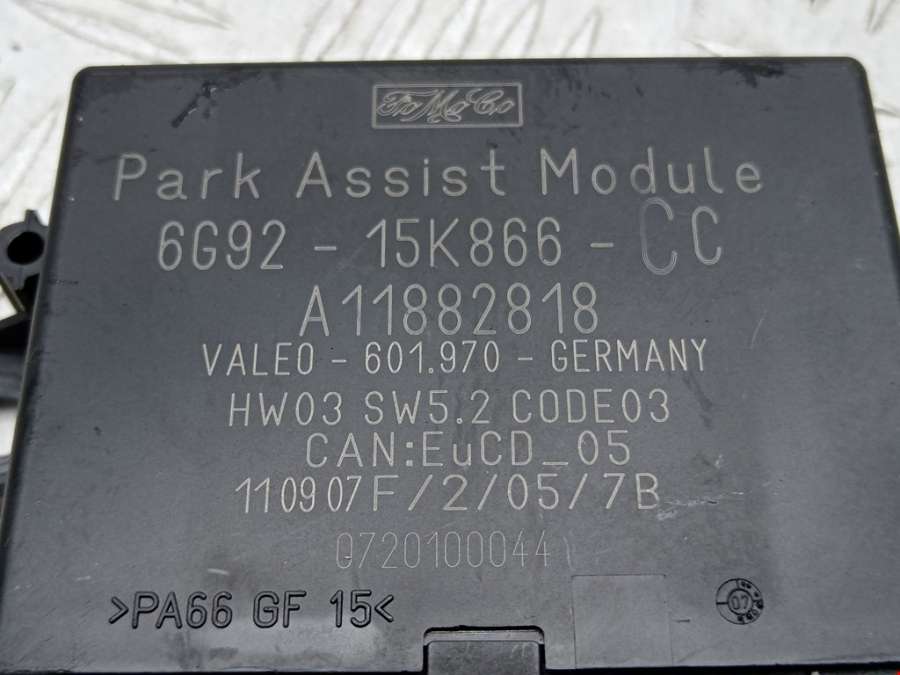 FoMoCo
Park Assist Module
6G92 - 15K866 - CC
A11882818
VALEO - 601.970 - GERMANY
HW03 SW5.2 CODE03
CAN:EuCD_05
110907F/2/05/7B
0720100044
>PA66 GF 15<
07